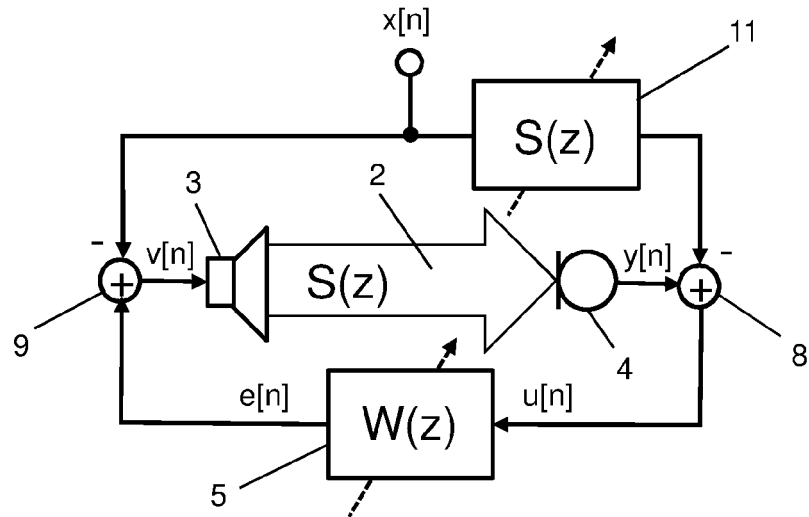 x[n]
11
S(z)
3
2
-
v[n]
+
9
S(z)
y[n]
-
+
8
4
e[n]
u[n]
W(z)
5